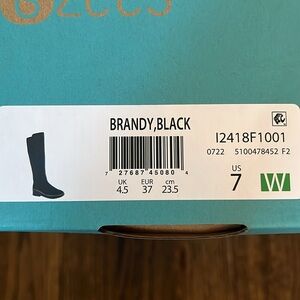 BRANDY,BLACK
I2418F1001
0722 5100478452 F2
7 27687 45080 4
UK EUR cm
4.5 37 23.5
US
7 W